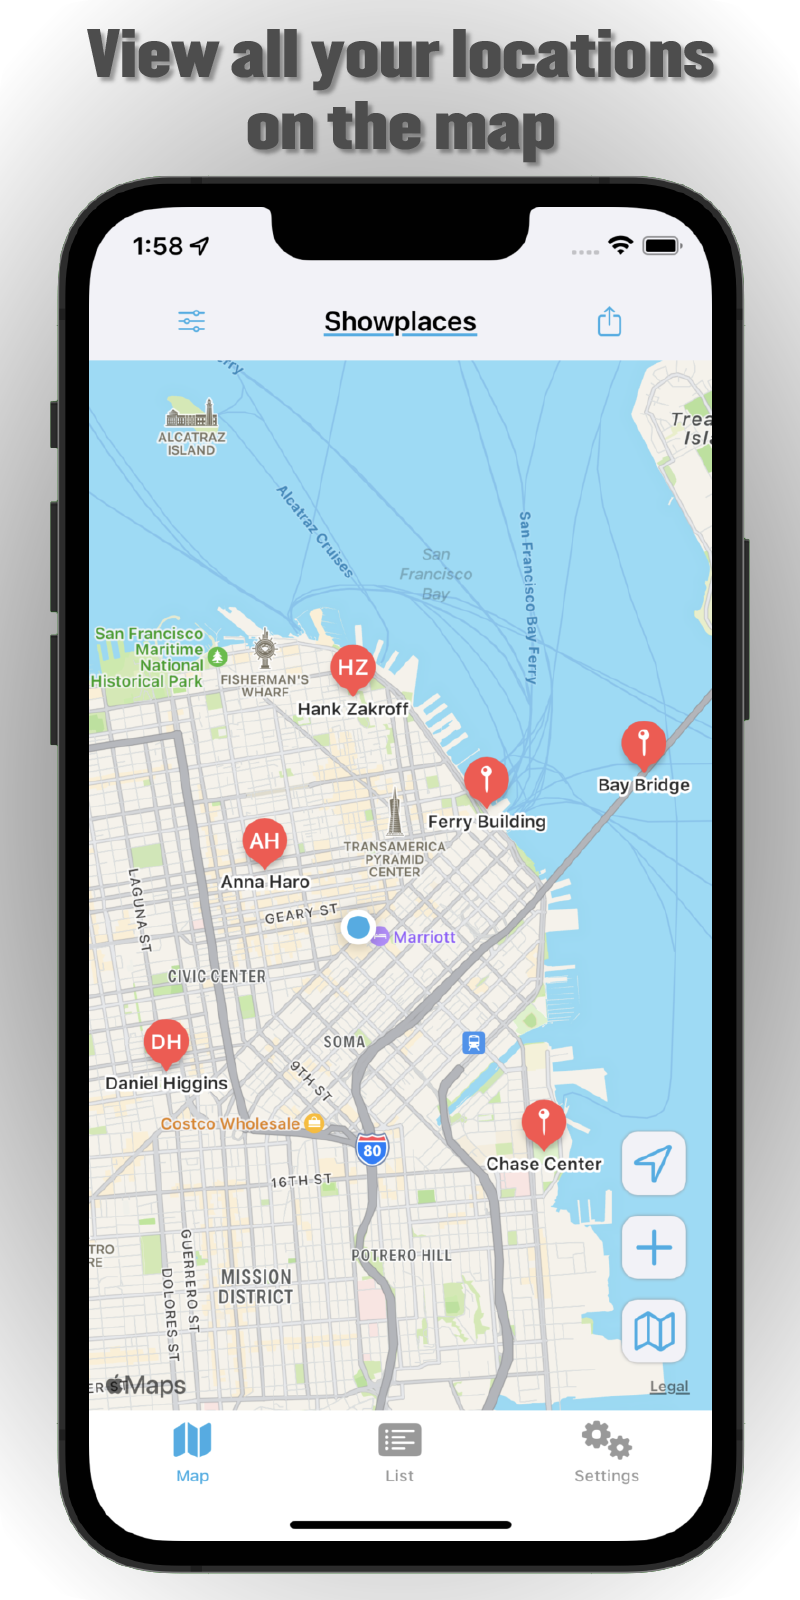 View all your locations
on the map
1:58
Showplaces
ALCATRAZ
ISLAND
Trea
Isl
Alcatraz Cruises
San Francisco Bay Ferry
San
Francisco
Bay
San Francisco
Maritime
National
Historical Park
FISHERMAN'S
WHARF
HZ
Hank Zakroff
Bay Bridge
Ferry Building
AH
Anna Haro
TRANSAMERICA
PYRAMID
CENTER
LAGUNA ST
GEARY ST
Marriott
CIVIC CENTER
DH
Daniel Higgins
SOMA
9TH ST
Costco Wholesale
80
Chase Center
16TH ST
GUERRERO ST
DOLORES ST
TRO
RE
POTRERO HILL
MISSION
DISTRICT
Maps
Legal
Map
List
Settings